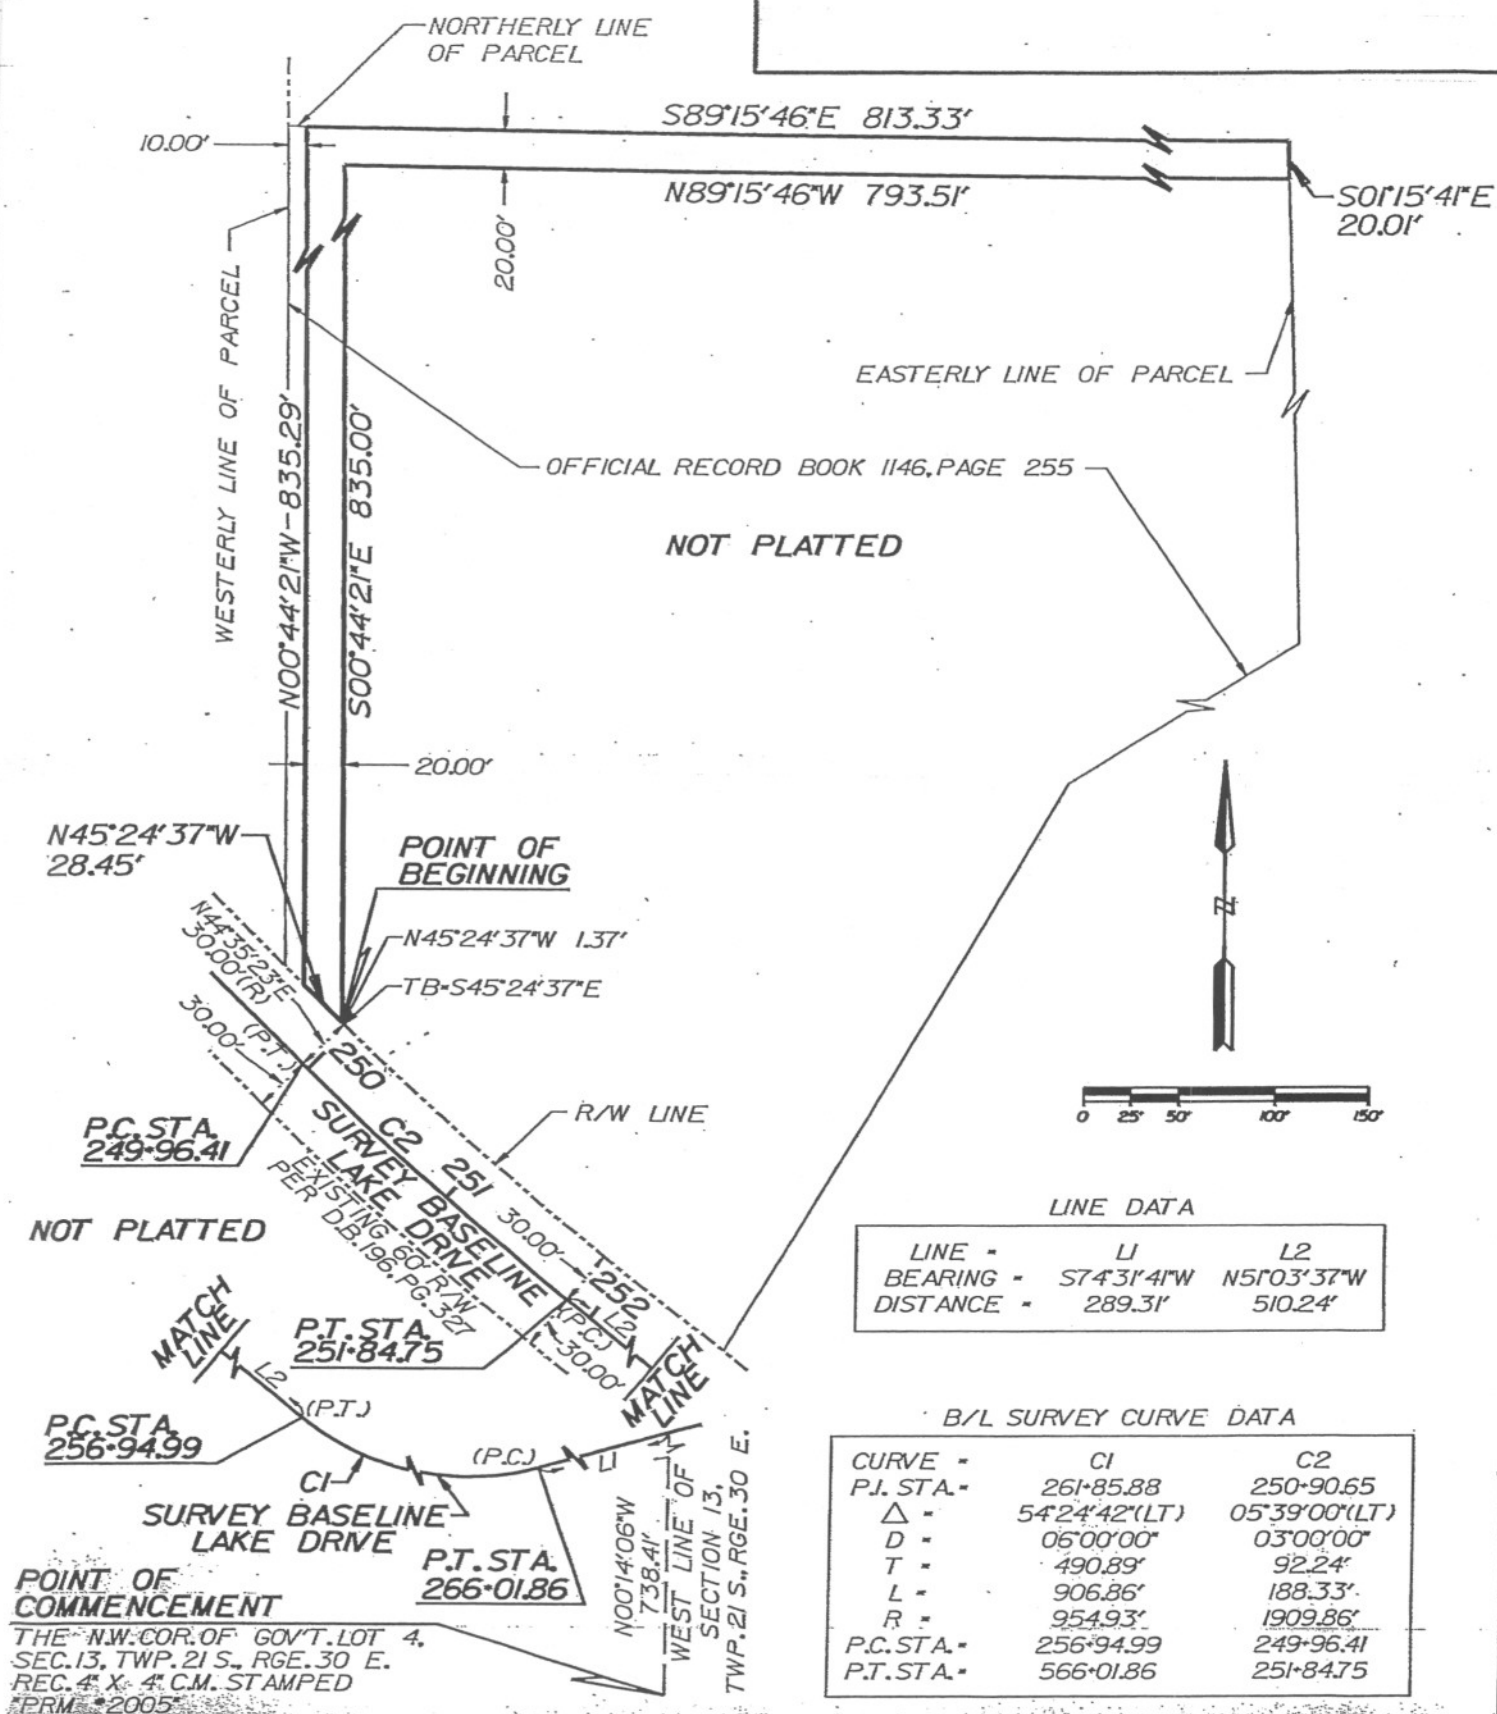 NORTHERLY LINE
OF PARCEL
S89°15'46"E 813.33'
10.00'
N89°15'46"W 793.51'
S01°15'41"E
20.01'
20.00'
WESTERLY LINE OF PARCEL
EASTERLY LINE OF PARCEL
N00°44'21"W-835.29'
S00°44'21"E 835.00'
OFFICIAL RECORD BOOK 1146, PAGE 255
NOT PLATTED
20.00'
N45°24'37"W
28.45'
POINT OF
BEGINNING
N45°24'37"W 1.37'
TB=S45°24'37"E
N44°35'23"E
30.00'(R)
30.00'
(P.T.)
250
P.C. STA.
249+96.41
R/W LINE
C2
251
SURVEY BASELINE
LAKE DRIVE
EXISTING 60' R/W
PER D.B. 196, PG. 327
30.00'
252
(P.C.)
L2
30.00'
MATCH
LINE
NOT PLATTED
N
0 25' 50' 100' 150'
LINE DATA
LINE = L1 L2
BEARING = S74°31'41"W N51°03'37"W
DISTANCE = 289.31' 510.24'
MATCH
LINE
P.T. STA.
251+84.75
L2
(P.T.)
P.C. STA.
256+94.99
(P.C.)
L1
C1
SURVEY BASELINE
LAKE DRIVE
P.T. STA.
266+01.86
N00°14'06"W
738.41'
WEST LINE OF
SECTION 13,
TWP. 21 S., RGE. 30 E.
POINT OF
COMMENCEMENT
THE N.W. COR. OF GOV'T. LOT 4,
SEC. 13, TWP. 21 S., RGE. 30 E.
REC. 4" X 4" C.M. STAMPED
"PRM #2005"
B/L SURVEY CURVE DATA
CURVE = C1 C2
P.I. STA. = 261+85.88 250+90.65
△ = 54°24'42"(LT) 05°39'00"(LT)
D = 06°00'00" 03°00'00"
T = 490.89' 92.24'
L = 906.86' 188.33'
R = 954.93' 1909.86'
P.C. STA. = 256+94.99 249+96.41
P.T. STA. = 566+01.86 251+84.75